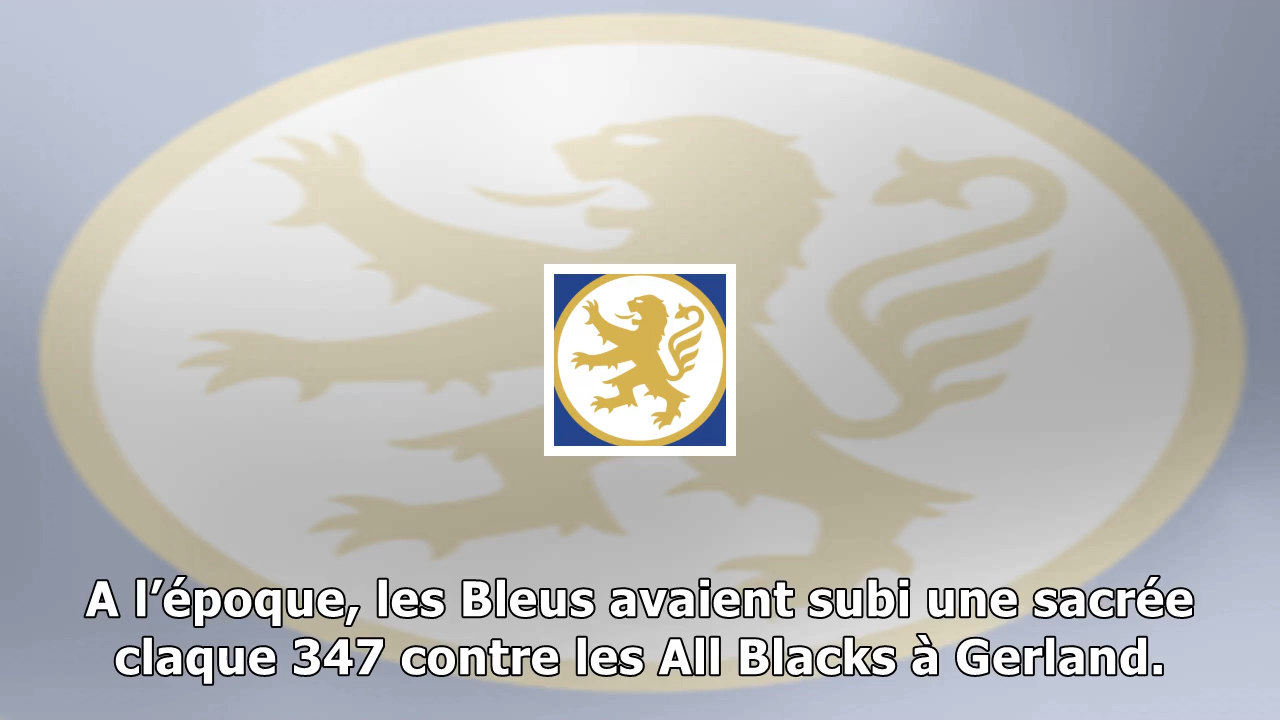 A l’époque, les Bleus avaient subi une sacrée
claque 347 contre les All Blacks à Gerland.